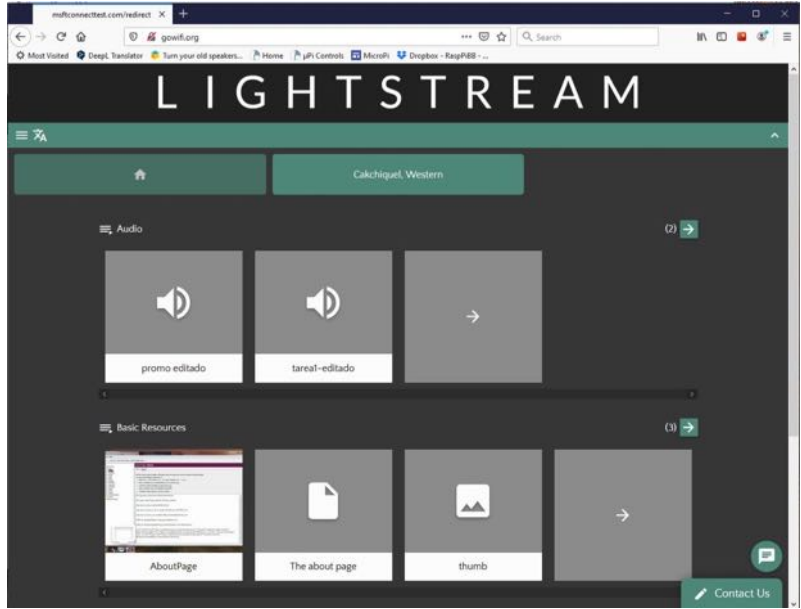 msftconnecttest.com/redirect
gowifi.org
Search
Most Visited
DeepL Translator
Turn your old speakers...
Home
µPi Controls
MicroPi
Dropbox - RaspPiBB - ...
LIGHTSTREAM
Cakchiquel, Western
Audio
(2)
promo editado
tarea1-editado
Basic Resources
(3)
AboutPage
The about page
thumb
Contact Us